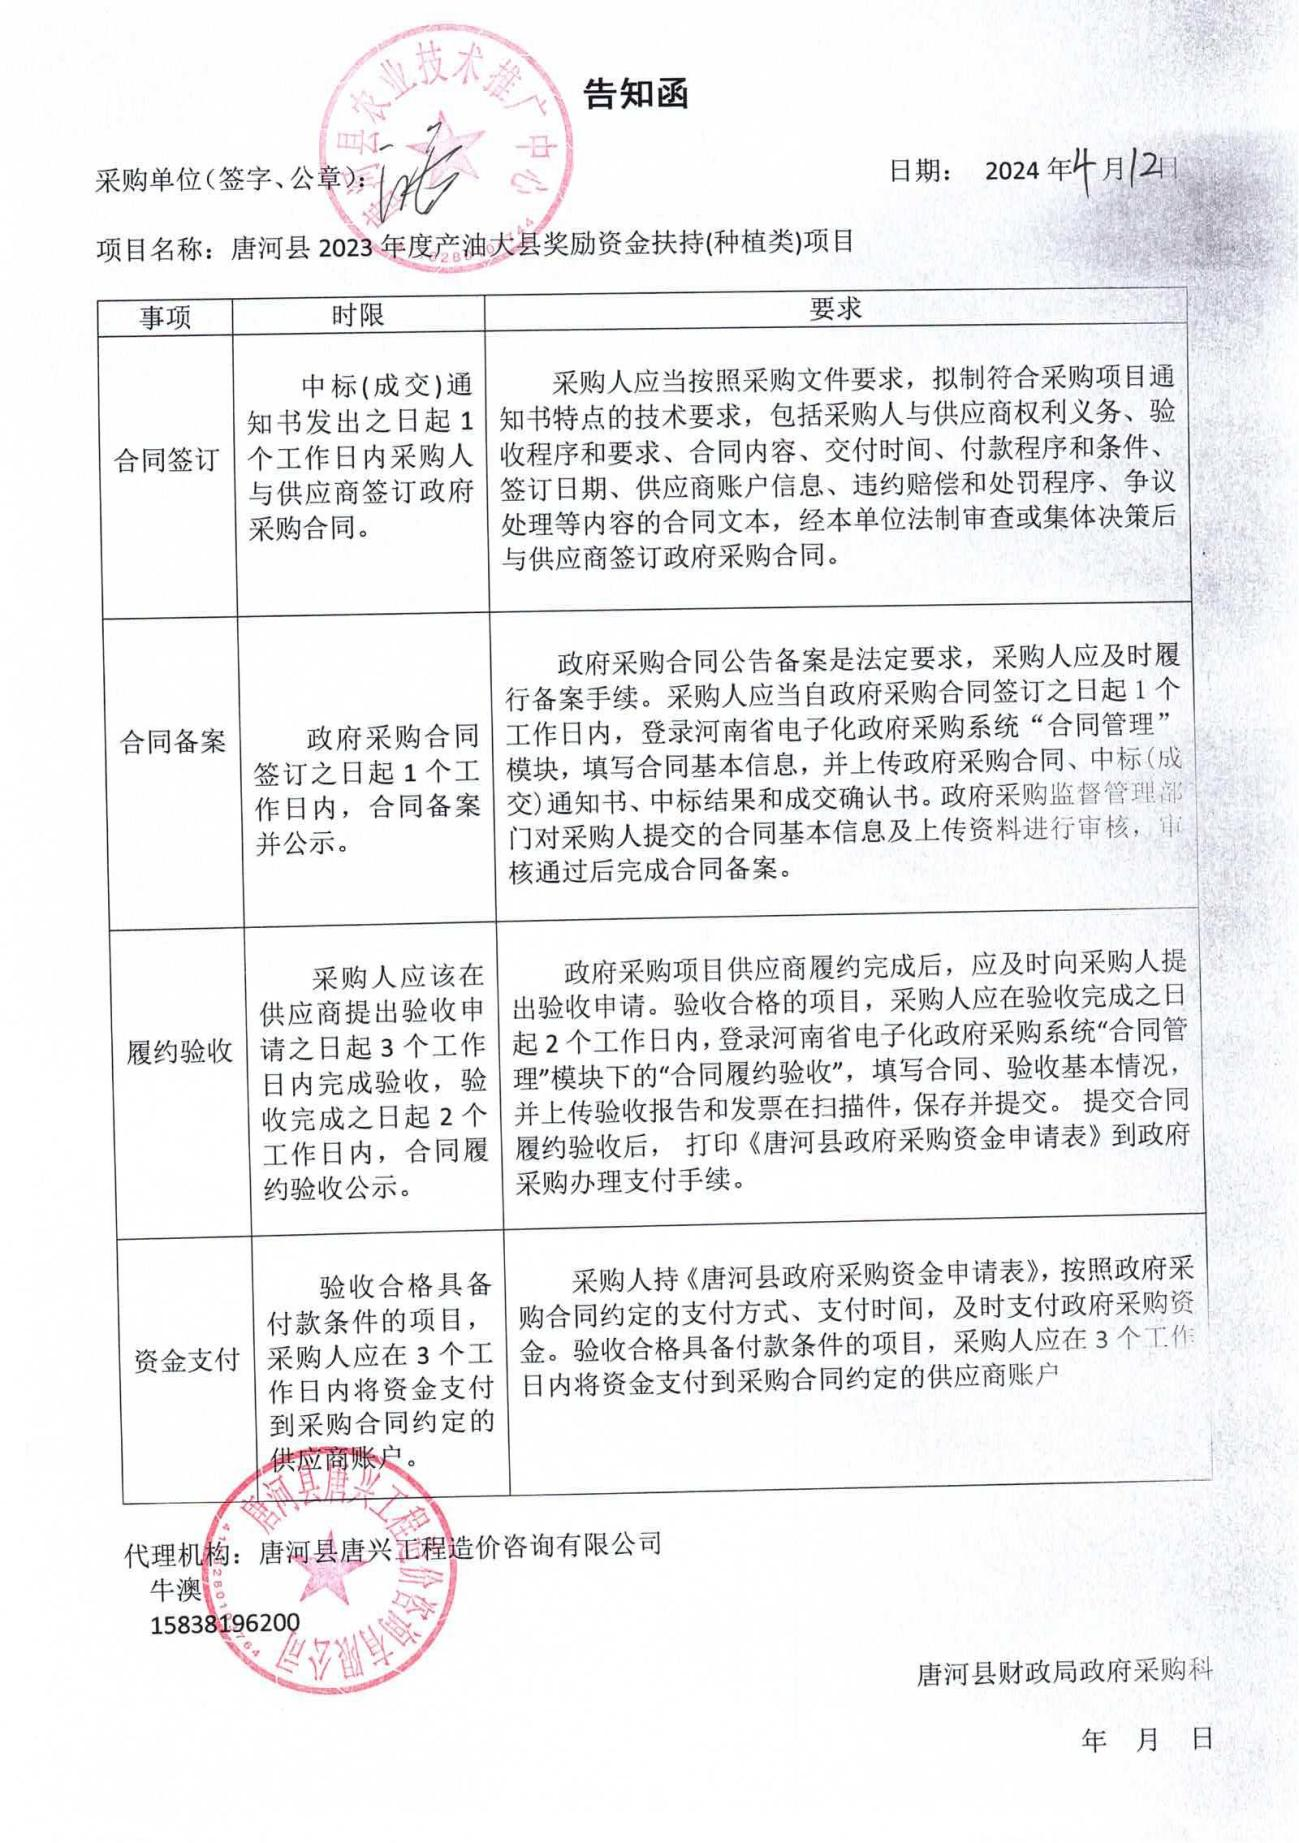 告知函
唐河县农业技术推广中心
采购单位(签字、公章):
日期: 2024年4月12日
项目名称: 唐河县2023年度产油大县奖励资金扶持(种植类)项目
事项
时限
要求
合同签订
中标(成交)通
知书发出之日起 1
个工作日内采购人
与供应商签订政府
采购合同。
采购人应当按照采购文件要求，拟制符合采购项目通
知书特点的技术要求，包括采购人与供应商权利义务、验
收程序和要求、合同内容、交付时间、付款程序和条件、
签订日期、供应商账户信息、违约赔偿和处罚程序、争议
处理等内容的合同文本，经本单位法制审查或集体决策后
与供应商签订政府采购合同。
合同备案
政府采购合同
签订之日起 1 个工
作日内，合同备案
并公示。
政府采购合同公告备案是法定要求，采购人应及时履
行备案手续。采购人应当自政府采购合同签订之日起 1 个
工作日内，登录河南省电子化政府采购系统“合同管理”
模块，填写合同基本信息，并上传政府采购合同、中标(成
交)通知书、中标结果和成交确认书。政府采购监督管理部
门对采购人提交的合同基本信息及上传资料进行审核，审
核通过后完成合同备案。
履约验收
采购人应该在
供应商提出验收申
请之日起 3 个工作
日内完成验收，验
收完成之日起 2 个
工作日内，合同履
约验收公示。
政府采购项目供应商履约完成后，应及时向采购人提
出验收申请。验收合格的项目，采购人应在验收完成之日
起 2 个工作日内，登录河南省电子化政府采购系统“合同管
理”模块下的“合同履约验收”，填写合同、验收基本情况，
并上传验收报告和发票在扫描件，保存并提交。 提交合同
履约验收后， 打印《唐河县政府采购资金申请表》到政府
采购办理支付手续。
资金支付
验收合格具备
付款条件的项目，
采购人应在 3 个工
作日内将资金支付
到采购合同约定的
供应商账户。
采购人持《唐河县政府采购资金申请表》，按照政府采
购合同约定的支付方式、支付时间，及时支付政府采购资
金。验收合格具备付款条件的项目，采购人应在 3 个工作
日内将资金支付到采购合同约定的供应商账户
代理机构: 唐河县唐兴工程造价咨询有限公司
牛澳
15838196200
唐河县唐兴工程造价咨询有限公司
唐河县财政局政府采购科
年 月 日